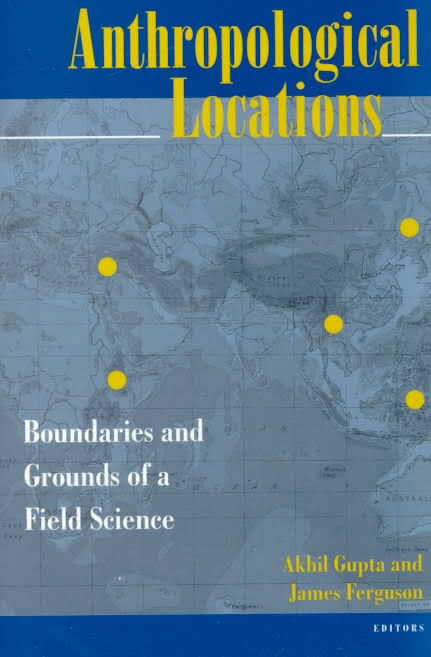 Anthropological
Locations
Boundaries and
Grounds of a
Field Science
Akhil Gupta and
James Ferguson
EDITORS